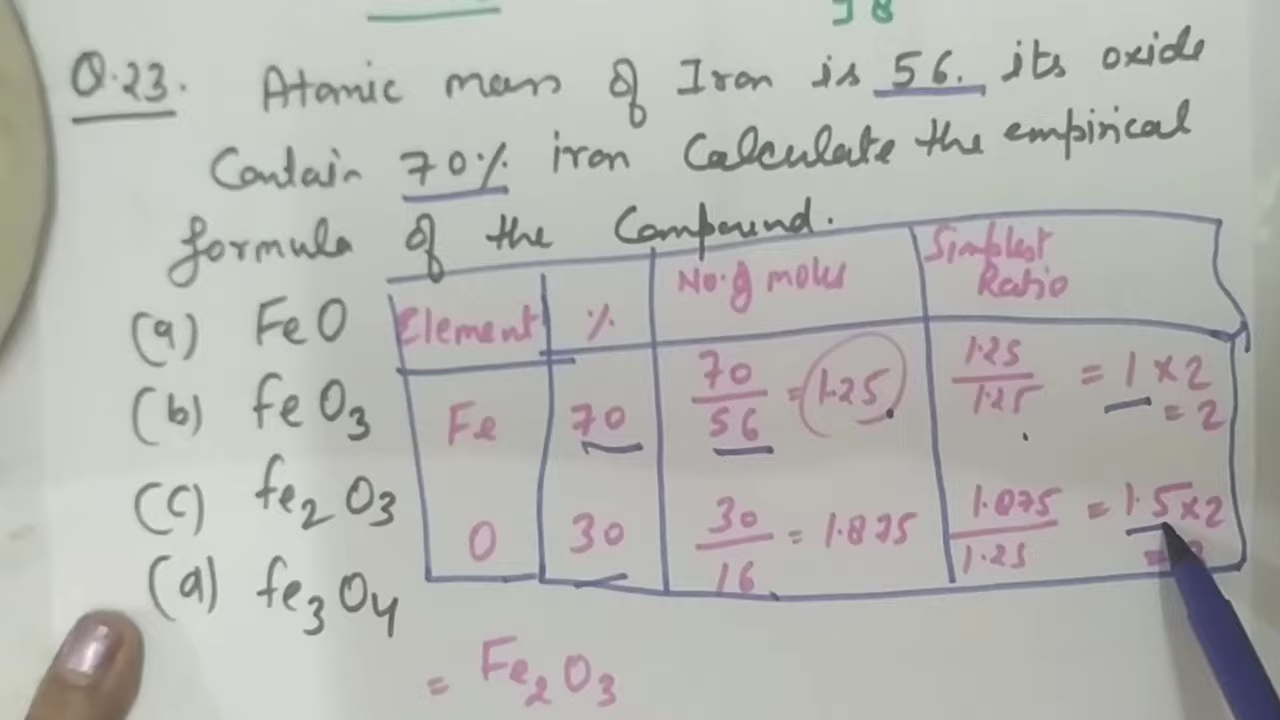 J8
Q.23. Atomic mass of Iron is 56. its oxide
Contain 70% iron Calculate the empirical
formula of the Compound.
(a) FeO
(b) FeO3
(C) Fe2O3
(a) Fe3O4
Element % No. of moles Simplest Ratio
Fe 70 70/56 = 1.25 1.25/1.25 = 1 × 2 = 2
O 30 30/16 = 1.875 1.875/1.25 = 1.5 × 2 =
= Fe2O3